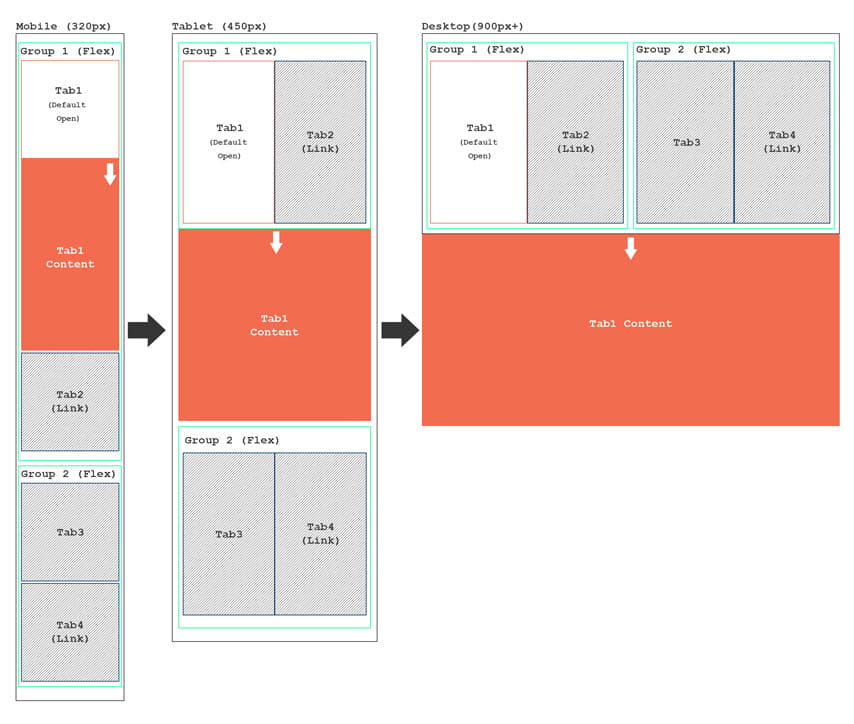 Mobile (320px)
Group 1 (Flex)
Tab1
(Default
Open)
Tab1
Content
Tab2
(Link)
Group 2 (Flex)
Tab3
Tab4
(Link)
Tablet (450px)
Group 1 (Flex)
Tab1
(Default
Open)
Tab2
(Link)
Tab1
Content
Group 2 (Flex)
Tab3
Tab4
(Link)
Desktop(900px+)
Group 1 (Flex)
Tab1
(Default
Open)
Tab2
(Link)
Group 2 (Flex)
Tab3
Tab4
(Link)
Tab1 Content